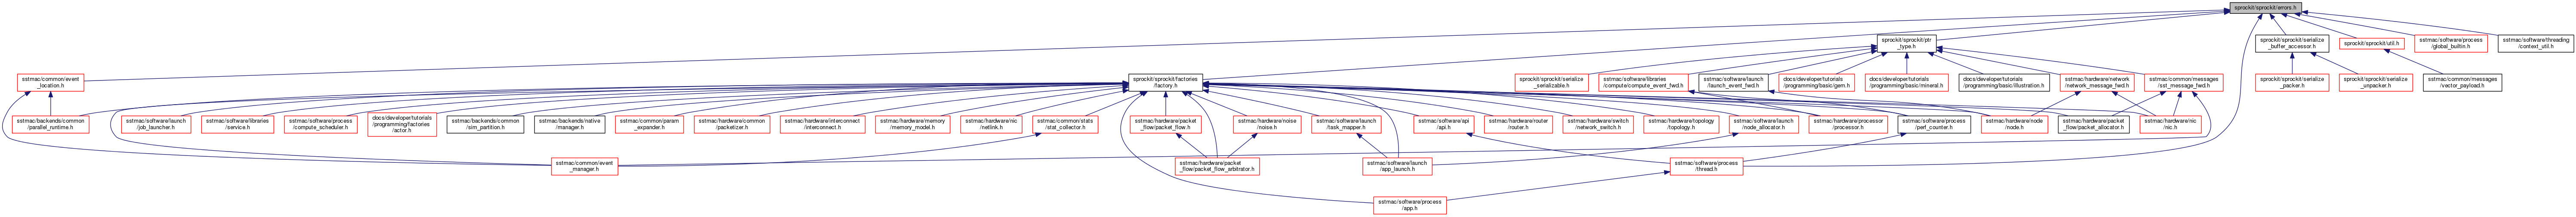 sprockit/sprockit/errors.h
sprockit/sprockit/ptr
_type.h
sprockit/sprockit/serialize
_buffer_accessor.h
sprockit/sprockit/util.h
sstmac/software/process
/global_builtin.h
sstmac/software/threading
/context_util.h
sstmac/common/event
_location.h
sprockit/sprockit/factories
/factory.h
sprockit/sprockit/serialize
_serializable.h
sstmac/software/libraries
/compute/compute_event_fwd.h
sstmac/software/launch
/launch_event_fwd.h
docs/developer/tutorials
/programming/basic/gem.h
docs/developer/tutorials
/programming/basic/mineral.h
docs/developer/tutorials
/programming/basic/illustration.h
sstmac/hardware/network
_message_fwd.h
sstmac/common/messages
/sst_message_fwd.h
sprockit/sprockit/serialize
_packer.h
sprockit/sprockit/serialize
_unpacker.h
sstmac/common/messages
/vector_payload.h
sstmac/backends/common
/parallel_runtime.h
sstmac/software/launch
/job_launcher.h
sstmac/software/libraries
/service.h
sstmac/software/process
/compute_scheduler.h
docs/developer/tutorials
/programming/factories
/actor.h
sstmac/backends/common
/sim_partition.h
sstmac/backends/native
/manager.h
sstmac/common/param
_expander.h
sstmac/hardware/common
/packetizer.h
sstmac/hardware/interconnect
/interconnect.h
sstmac/hardware/memory
/memory_model.h
sstmac/hardware/nic
/netlink.h
sstmac/common/stats
/stat_collector.h
sstmac/hardware/packet
_flow/packet_flow.h
sstmac/hardware/noise
/noise.h
sstmac/software/launch
/task_mapper.h
sstmac/software/api
/api.h
sstmac/hardware/router
/router.h
sstmac/hardware/switch
/network_switch.h
sstmac/hardware/topology
/topology.h
sstmac/software/launch
/node_allocator.h
sstmac/hardware/processor
/processor.h
sstmac/software/process
/perf_counter.h
sstmac/hardware/node
/node.h
sstmac/hardware/packet
_flow/packet_allocator.h
sstmac/hardware/nic
/nic.h
sstmac/common/event
_manager.h
sstmac/hardware/packet
_flow/packet_flow_arbitrator.h
sstmac/software/launch
/app_launch.h
sstmac/software/process
/thread.h
sstmac/software/process
/app.h